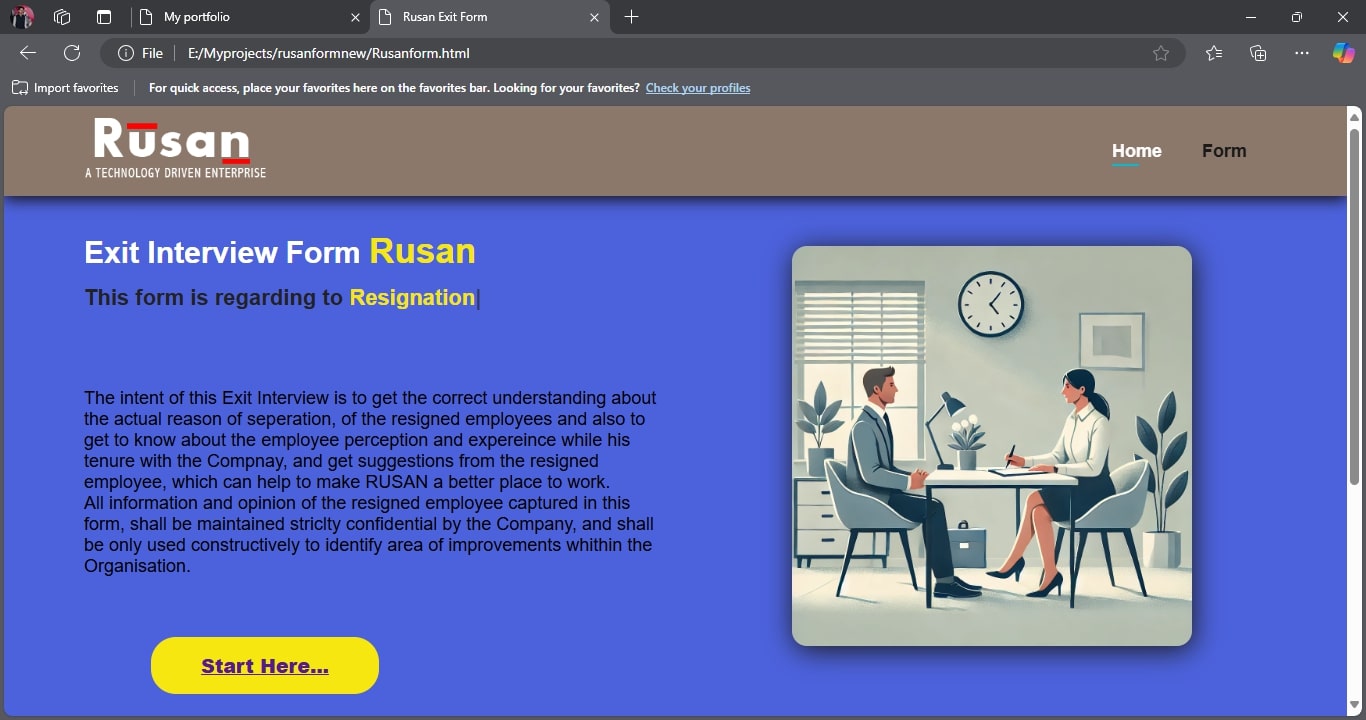 My portfolio
Rusan Exit Form
File
E:/Myprojects/rusanformnew/Rusanform.html
Import favorites
For quick access, place your favorites here on the favorites bar. Looking for your favorites? Check your profiles
Rusan
A TECHNOLOGY DRIVEN ENTERPRISE
Home
Form
Exit Interview Form Rusan
This form is regarding to Resignation|
The intent of this Exit Interview is to get the correct understanding about
the actual reason of seperation, of the resigned employees and also to
get to know about the employee perception and expereince while his
tenure with the Compnay, and get suggestions from the resigned
employee, which can help to make RUSAN a better place to work.
All information and opinion of the resigned employee captured in this
form, shall be maintained striclty confidential by the Company, and shall
be only used constructively to identify area of improvements whithin the
Organisation.
Start Here...